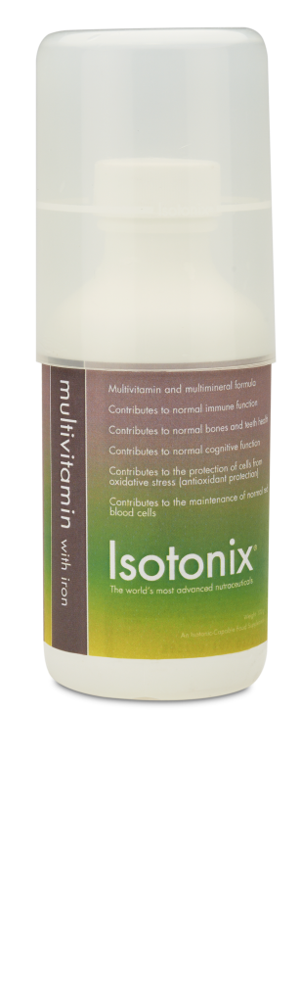 multivitamin with iron
Multivitamin and multimineral formula
Contributes to normal immune function
Contributes to normal bones and teeth health
Contributes to normal cognitive function
Contributes to the protection of cells from
oxidative stress (antioxidant protection)
Contributes to the maintenance of normal red
blood cells
Isotonix®
The world's most advanced nutraceuticals